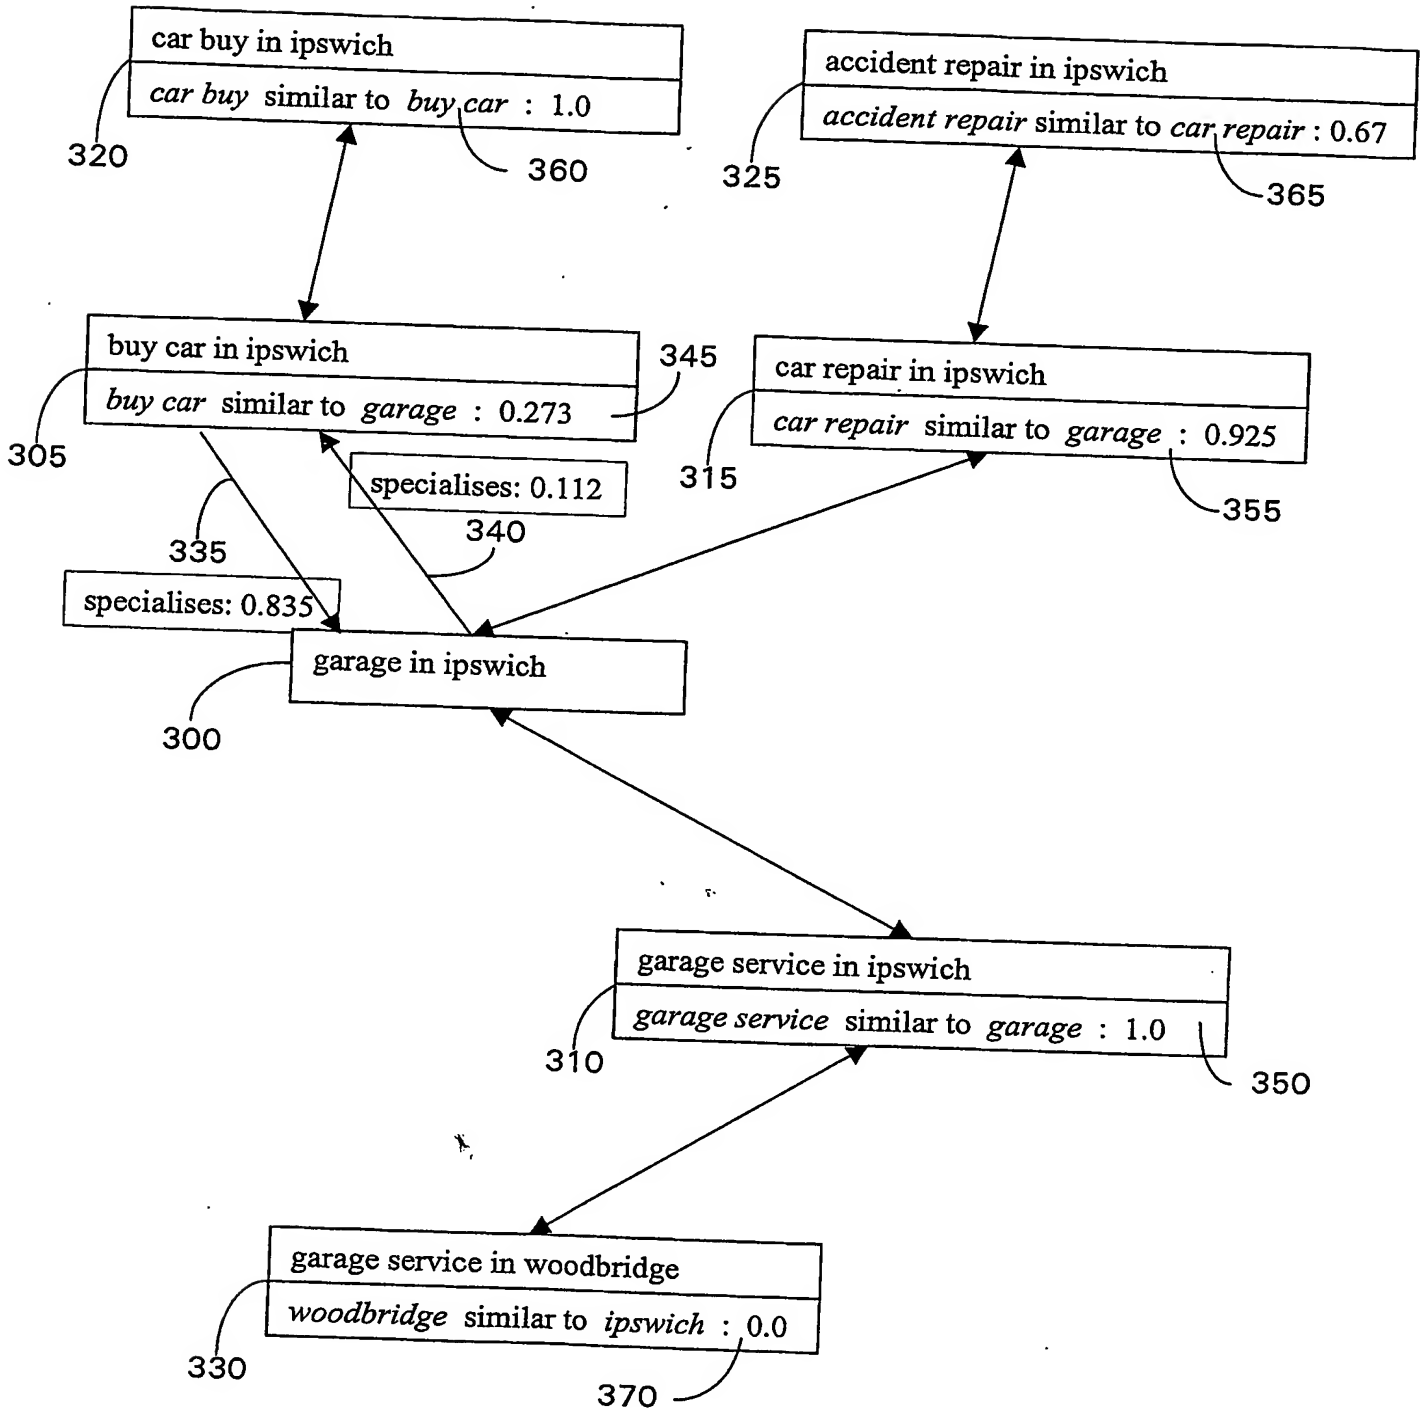 car buy in ipswich
car buy similar to buy car : 1.0
320
360
accident repair in ipswich
accident repair similar to car repair : 0.67
325
365
buy car in ipswich
buy car similar to garage : 0.273
345
305
car repair in ipswich
car repair similar to garage : 0.925
315
355
specialises: 0.112
340
335
specialises: 0.835
garage in ipswich
300
garage service in ipswich
garage service similar to garage : 1.0
310
350
garage service in woodbridge
woodbridge similar to ipswich : 0.0
330
370